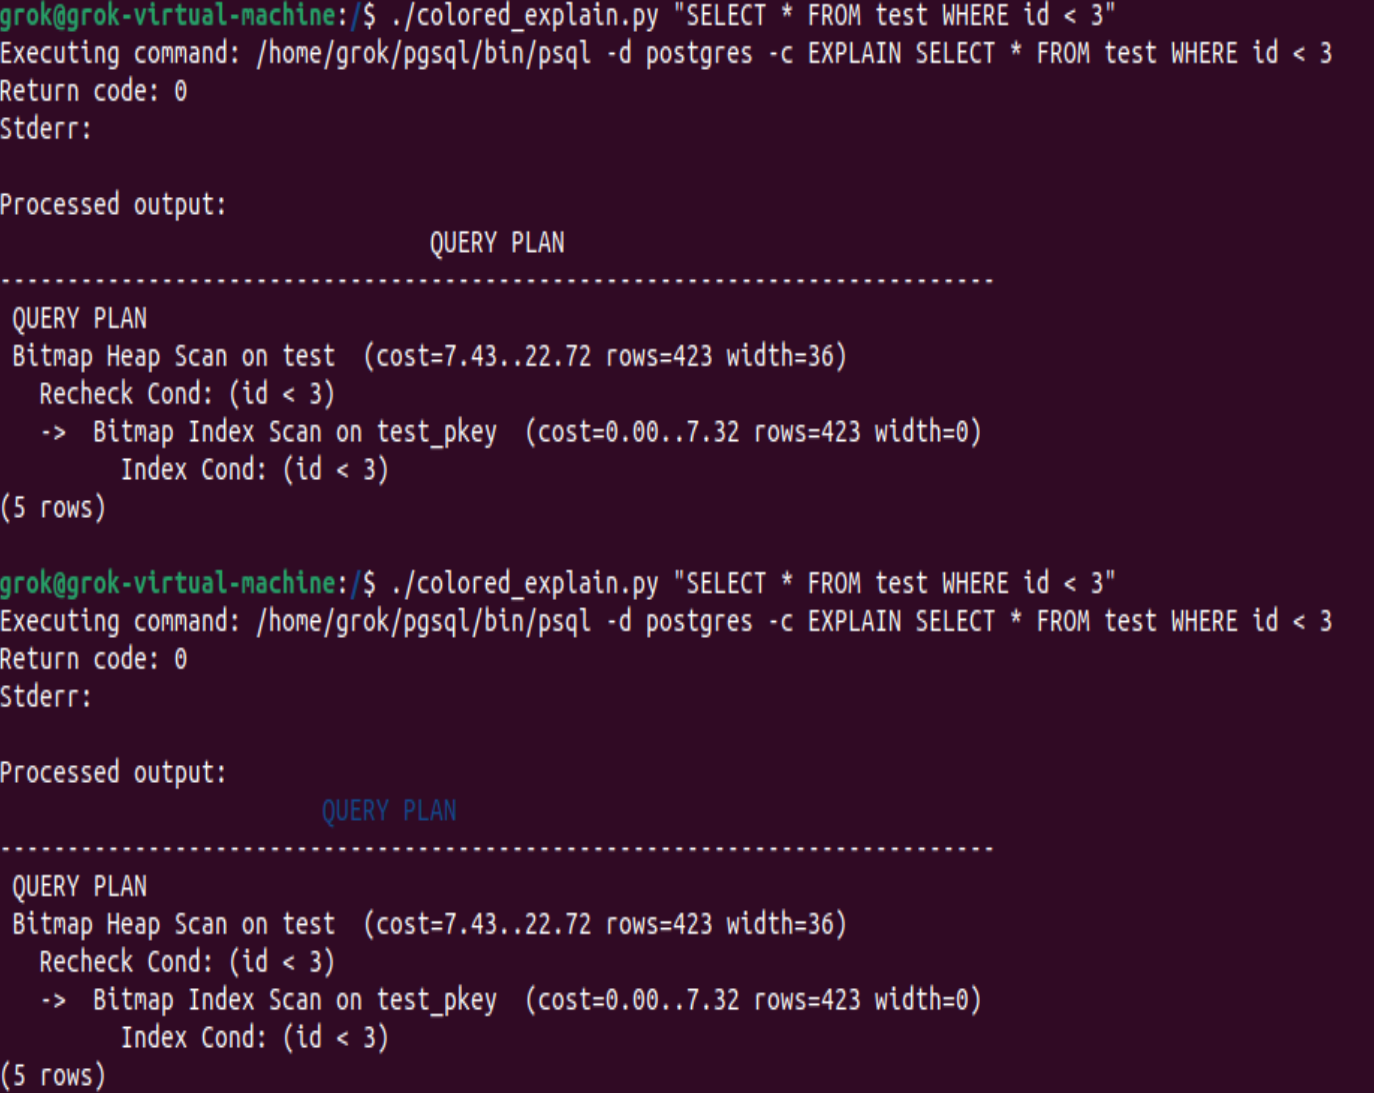 grok@grok-virtual-machine:/$ ./colored_explain.py "SELECT * FROM test WHERE id < 3"
Executing command: /home/grok/pgsql/bin/psql -d postgres -c EXPLAIN SELECT * FROM test WHERE id < 3
Return code: 0
Stderr:

Processed output:
                                QUERY PLAN
--------------------------------------------------------------------------
 QUERY PLAN
 Bitmap Heap Scan on test  (cost=7.43..22.72 rows=423 width=36)
   Recheck Cond: (id < 3)
   ->  Bitmap Index Scan on test_pkey  (cost=0.00..7.32 rows=423 width=0)
         Index Cond: (id < 3)
(5 rows)

grok@grok-virtual-machine:/$ ./colored_explain.py "SELECT * FROM test WHERE id < 3"
Executing command: /home/grok/pgsql/bin/psql -d postgres -c EXPLAIN SELECT * FROM test WHERE id < 3
Return code: 0
Stderr:

Processed output:
                        QUERY PLAN
--------------------------------------------------------------------------
 QUERY PLAN
 Bitmap Heap Scan on test  (cost=7.43..22.72 rows=423 width=36)
   Recheck Cond: (id < 3)
   ->  Bitmap Index Scan on test_pkey  (cost=0.00..7.32 rows=423 width=0)
         Index Cond: (id < 3)
(5 rows)